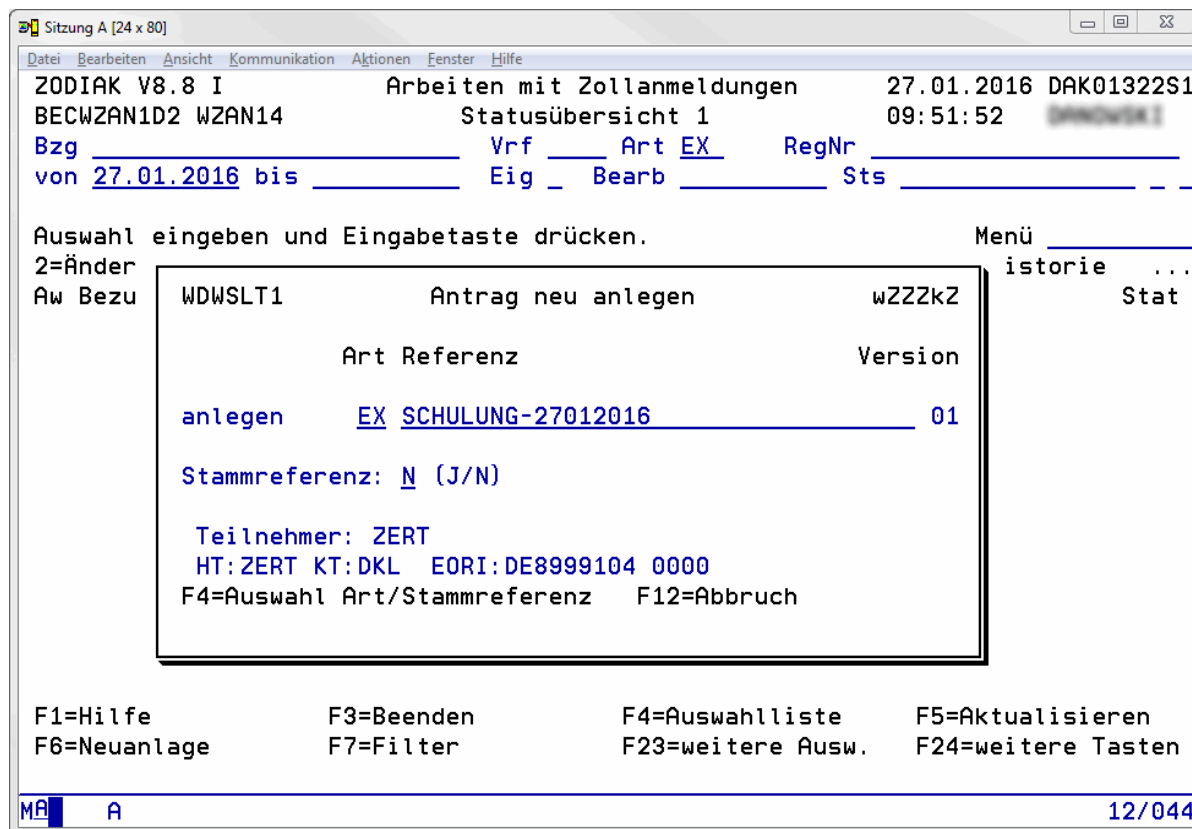 Sitzung A [24 x 80]
Datei Bearbeiten Ansicht Kommunikation Aktionen Fenster Hilfe
ZODIAK V8.8 I Arbeiten mit Zollanmeldungen 27.01.2016 DAK01322S1
BECWZAN1D2 WZAN14 Statusübersicht 1 09:51:52
Bzg Vrf Art EX RegNr
von 27.01.2016 bis Eig Bearb Sts
Auswahl eingeben und Eingabetaste drücken. Menü
2=Änder istorie ...
Aw Bezu Stat
WDWSLT1 Antrag neu anlegen wZZZkZ
Art Referenz Version
anlegen EX SCHULUNG-27012016 01
Stammreferenz: N (J/N)
Teilnehmer: ZERT
HT:ZERT KT:DKL EORI:DE8999104 0000
F4=Auswahl Art/Stammreferenz F12=Abbruch
F1=Hilfe F3=Beenden F4=Auswahlliste F5=Aktualisieren
F6=Neuanlage F7=Filter F23=weitere Ausw. F24=weitere Tasten
MA A 12/044